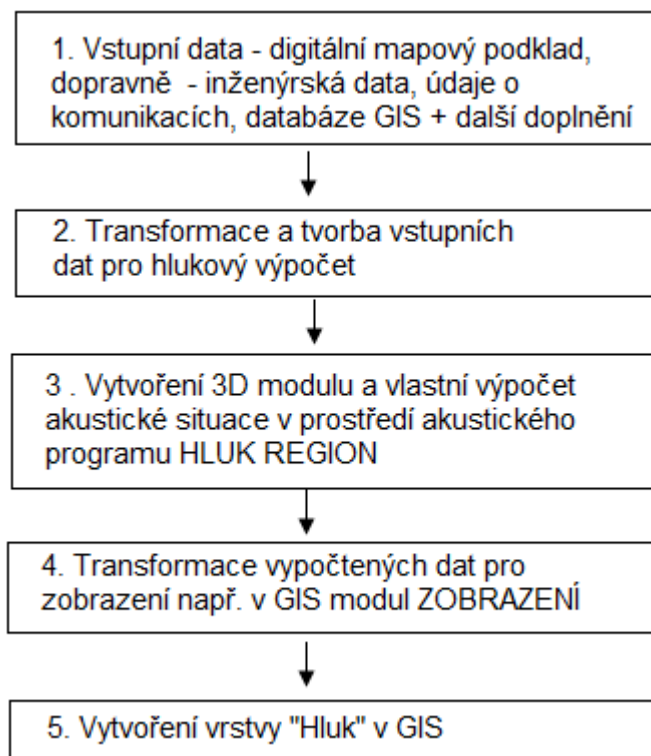 1. Vstupní data - digitální mapový podklad,
dopravně - inženýrská data, údaje o
komunikacích, databáze GIS + další doplnění
2. Transformace a tvorba vstupních
dat pro hlukový výpočet
3 . Vytvoření 3D modulu a vlastní výpočet
akustické situace v prostředí akustického
programu HLUK REGION
4. Transformace vypočtených dat pro
zobrazení např. v GIS modul ZOBRAZENÍ
5. Vytvoření vrstvy "Hluk" v GIS